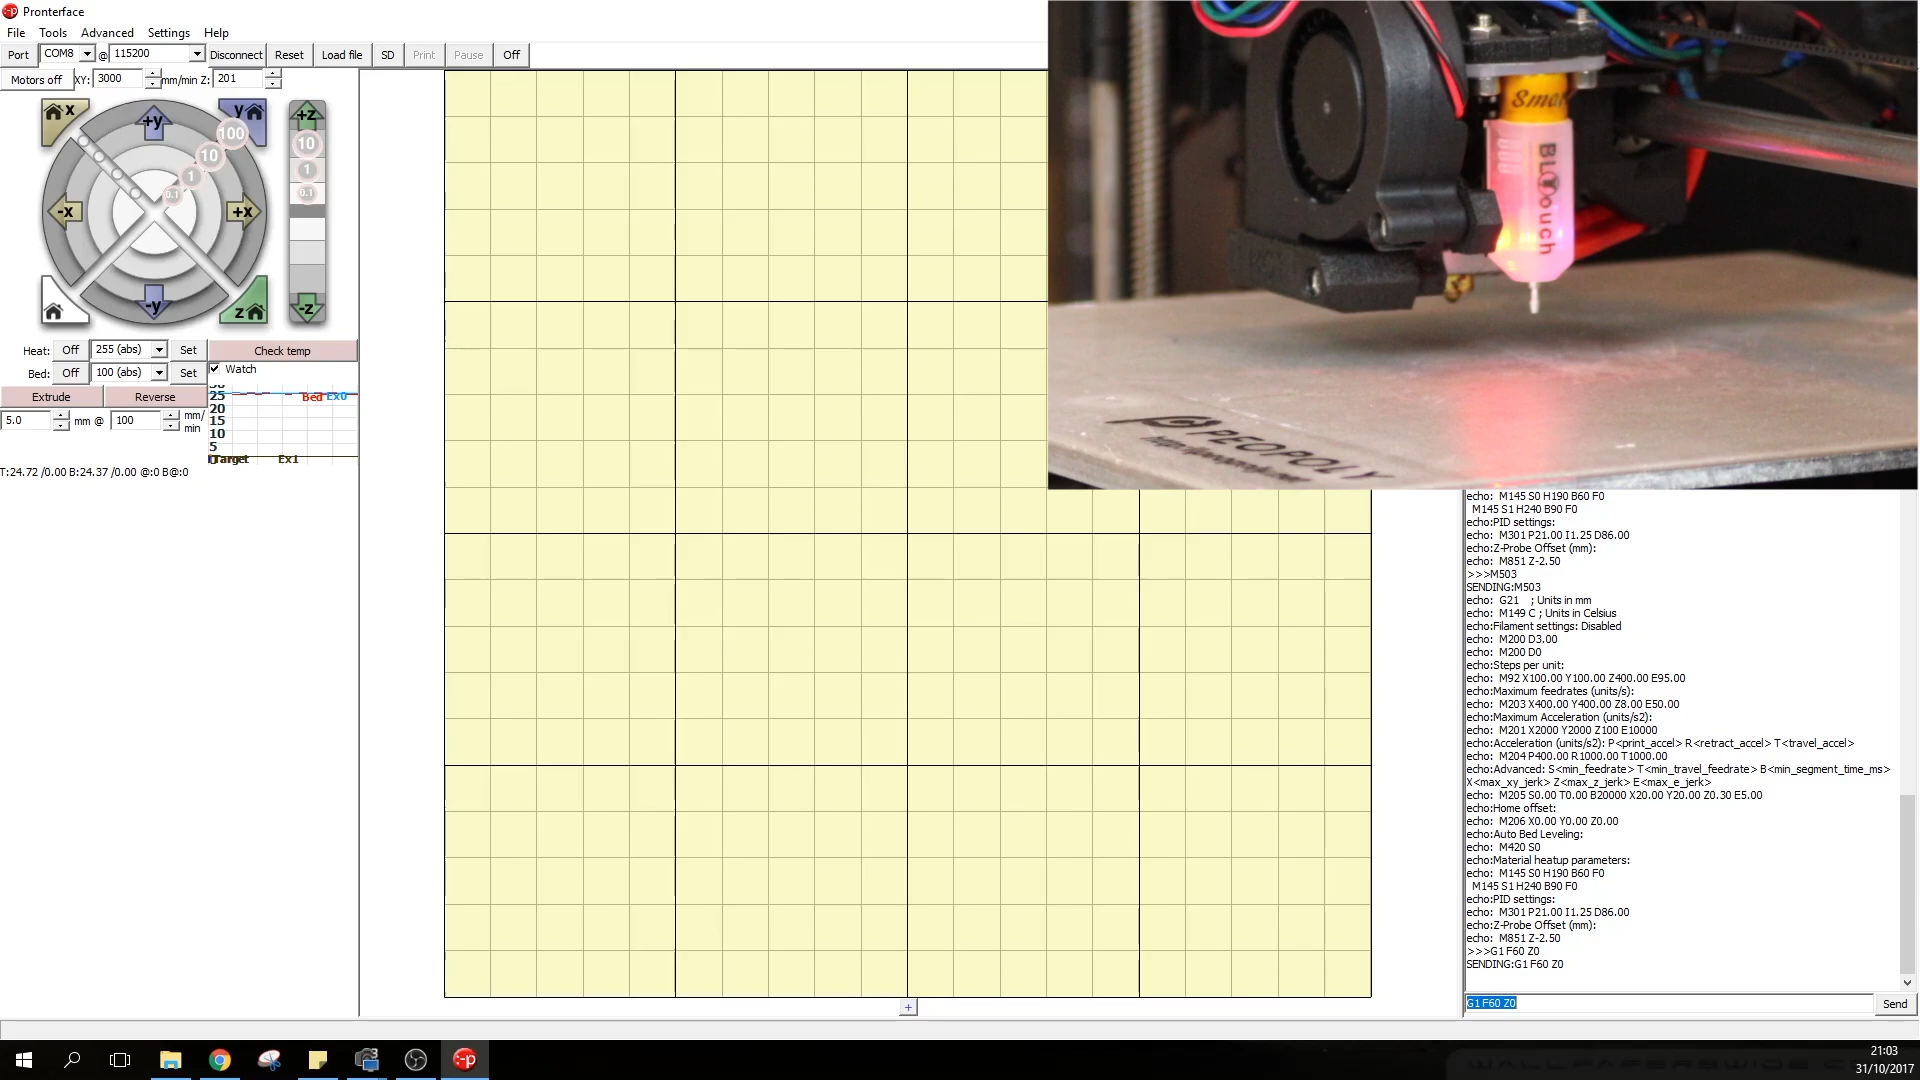 Pronterface
File Tools Advanced Settings Help
Port COM8 @ 115200 Disconnect Reset Load file SD Print Pause Off
Motors off XY: 3000 mm/min Z: 201
x +y y 100 10 1 0.1 -x +x -y z
+z 10 1 0.1 -z
Heat: Off 255 (abs) Set Check temp
Bed: Off 100 (abs) Set Watch
Extrude Reverse
5.0 mm @ 100 mm/
min
25 Bed Ex0
20
15
10
5
Target Ex1
T:24.72 /0.00 B:24.37 /0.00 @:0 B@:0
Smar
BLTouch
PEOPOLY
echo:  M145 S0 H190 B60 F0
M145 S1 H240 B90 F0
echo:PID settings:
echo:  M301 P21.00 I1.25 D86.00
echo:Z-Probe Offset (mm):
echo:  M851 Z-2.50
>>>M503
SENDING:M503
echo:  G21    ; Units in mm
echo:  M149 C ; Units in Celsius
echo:Filament settings: Disabled
echo:  M200 D3.00
echo:  M200 D0
echo:Steps per unit:
echo:  M92 X100.00 Y100.00 Z400.00 E95.00
echo:Maximum feedrates (units/s):
echo:  M203 X400.00 Y400.00 Z8.00 E50.00
echo:Maximum Acceleration (units/s2):
echo:  M201 X2000 Y2000 Z100 E10000
echo:Acceleration (units/s2): P<print_accel> R<retract_accel> T<travel_accel>
echo:  M204 P400.00 R1000.00 T1000.00
echo:Advanced: S<min_feedrate> T<min_travel_feedrate> B<min_segment_time_ms>
X<max_xy_jerk> Z<max_z_jerk> E<max_e_jerk>
echo:  M205 S0.00 T0.00 B20000 X20.00 Y20.00 Z0.30 E5.00
echo:Home offset:
echo:  M206 X0.00 Y0.00 Z0.00
echo:Auto Bed Leveling:
echo:  M420 S0
echo:Material heatup parameters:
echo:  M145 S0 H190 B60 F0
M145 S1 H240 B90 F0
echo:PID settings:
echo:  M301 P21.00 I1.25 D86.00
echo:Z-Probe Offset (mm):
echo:  M851 Z-2.50
>>>G1 F60 Z0
SENDING:G1 F60 Z0
G1 F60 Z0 Send
+
21:03
31/10/2017